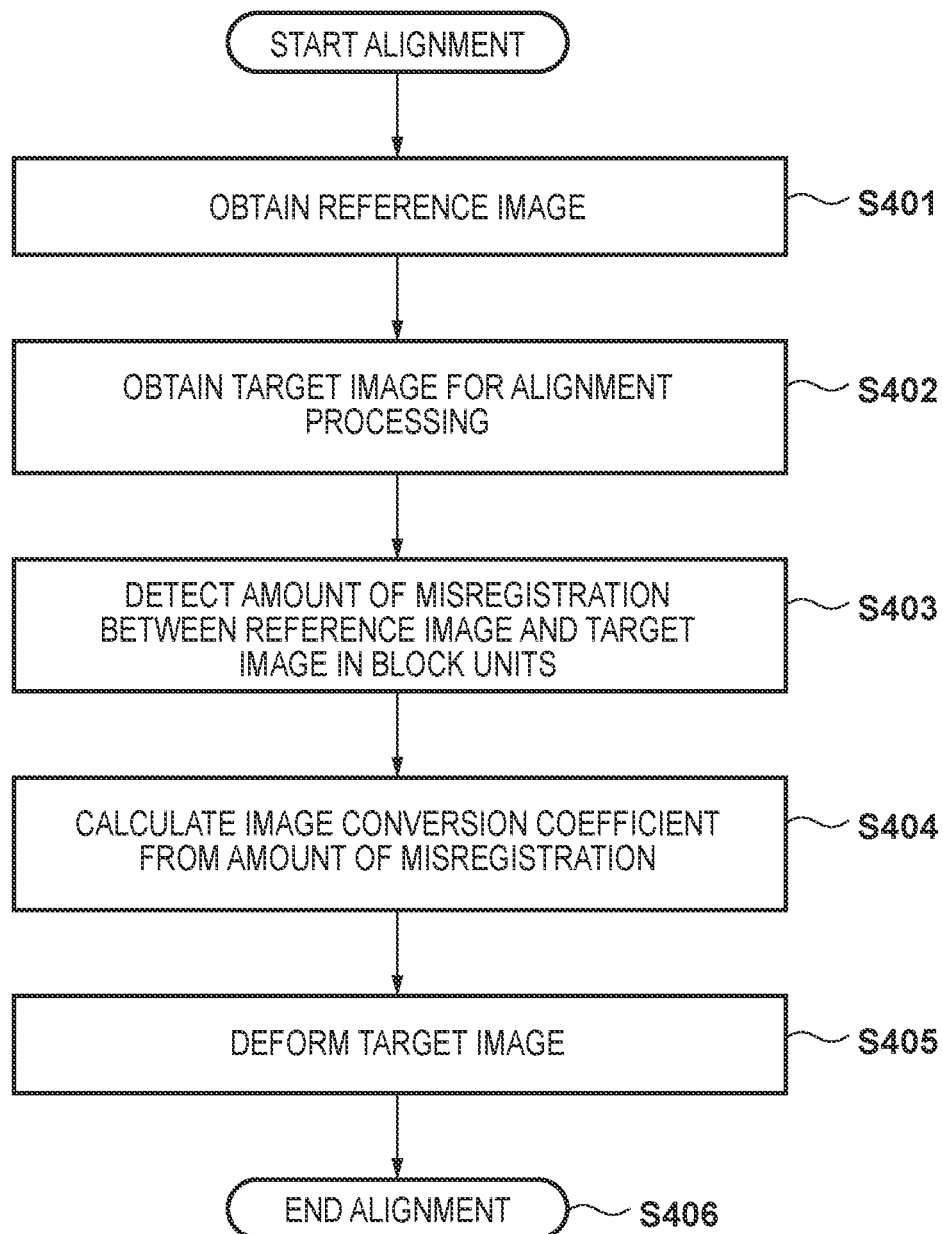 START ALIGNMENT
OBTAIN REFERENCE IMAGE
S401
OBTAIN TARGET IMAGE FOR ALIGNMENT
PROCESSING
S402
DETECT AMOUNT OF MISREGISTRATION
BETWEEN REFERENCE IMAGE AND TARGET
IMAGE IN BLOCK UNITS
S403
CALCULATE IMAGE CONVERSION COEFFICIENT
FROM AMOUNT OF MISREGISTRATION
S404
DEFORM TARGET IMAGE
S405
END ALIGNMENT
S406